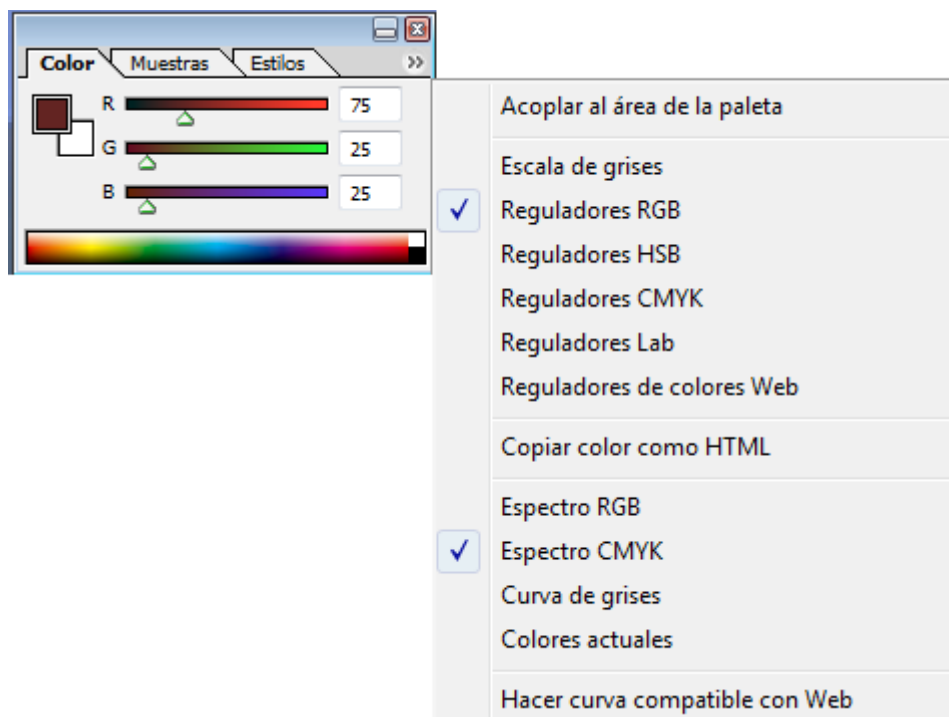 Color Muestras Estilos »
R 75
G 25
B 25
Acoplar al área de la paleta
Escala de grises
Reguladores RGB
Reguladores HSB
Reguladores CMYK
Reguladores Lab
Reguladores de colores Web
Copiar color como HTML
Espectro RGB
Espectro CMYK
Curva de grises
Colores actuales
Hacer curva compatible con Web